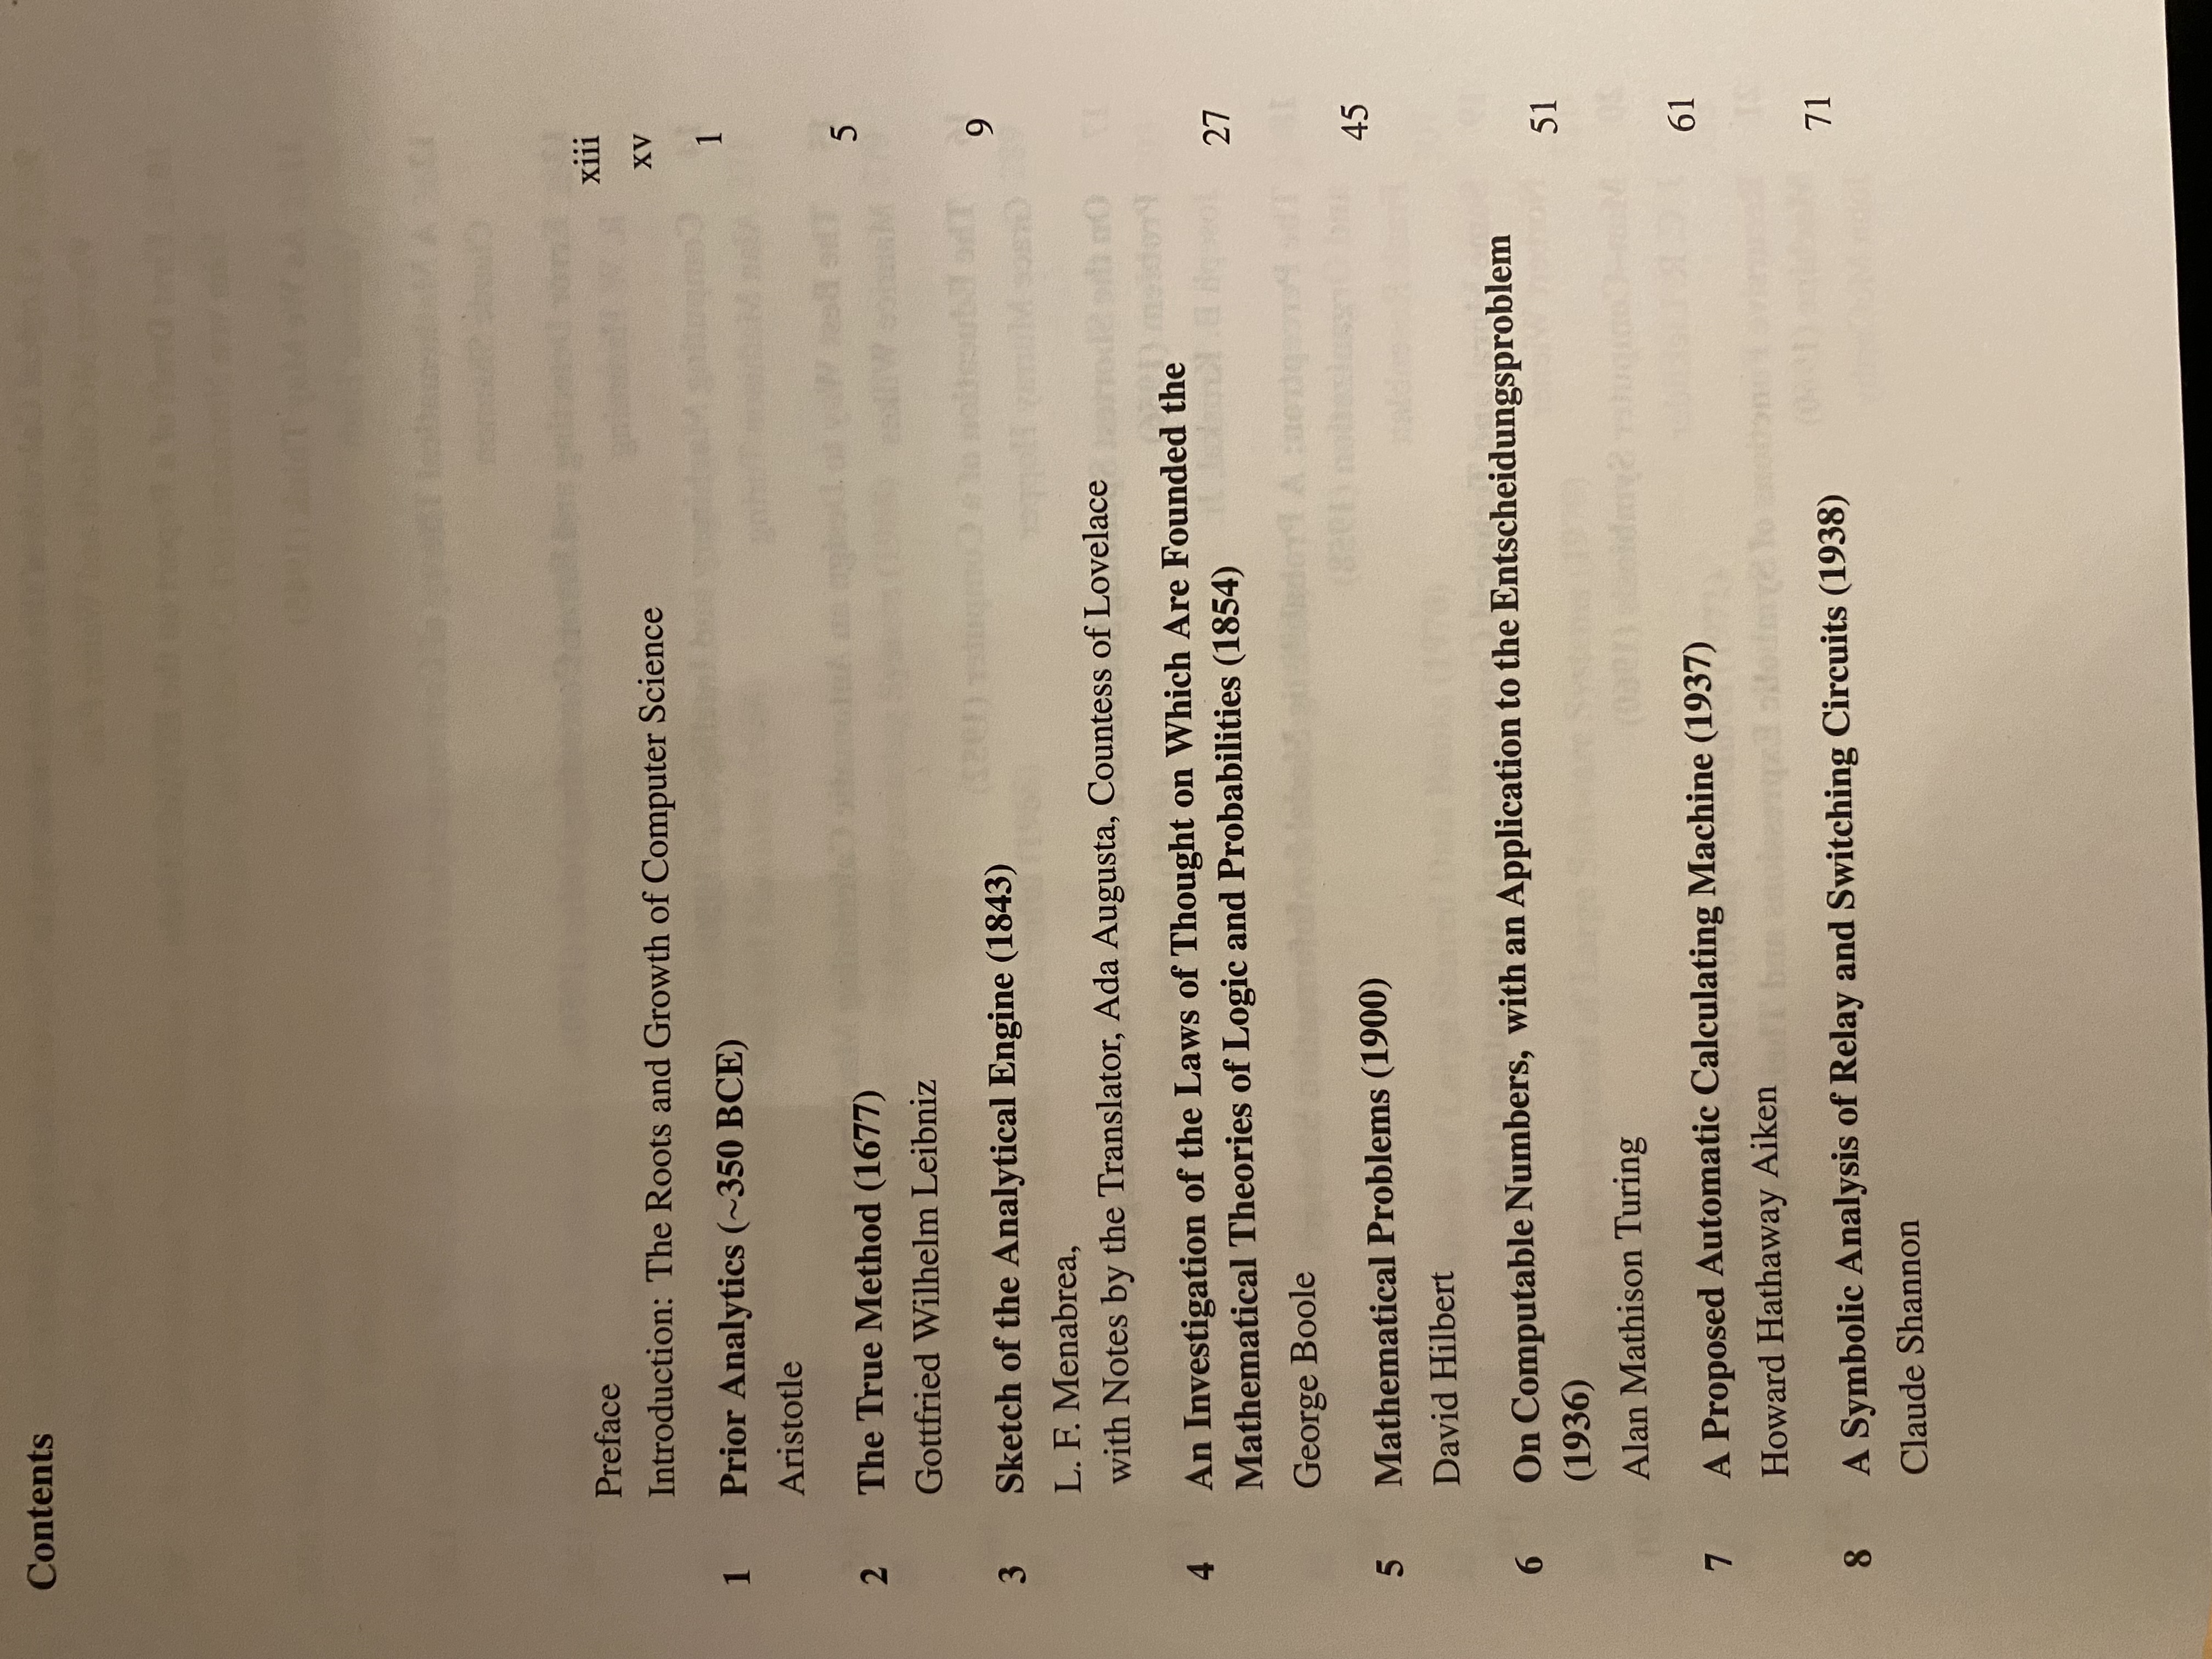 Contents
Preface xiii
Introduction: The Roots and Growth of Computer Science xv
1 Prior Analytics (~350 BCE) 1
Aristotle
2 The True Method (1677) 5
Gottfried Wilhelm Leibniz
3 Sketch of the Analytical Engine (1843) 9
L. F. Menabrea,
with Notes by the Translator, Ada Augusta, Countess of Lovelace
4 An Investigation of the Laws of Thought on Which Are Founded the
Mathematical Theories of Logic and Probabilities (1854) 27
George Boole
5 Mathematical Problems (1900) 45
David Hilbert
6 On Computable Numbers, with an Application to the Entscheidungsproblem
(1936) 51
Alan Mathison Turing
7 A Proposed Automatic Calculating Machine (1937) 61
Howard Hathaway Aiken
8 A Symbolic Analysis of Relay and Switching Circuits (1938) 71
Claude Shannon